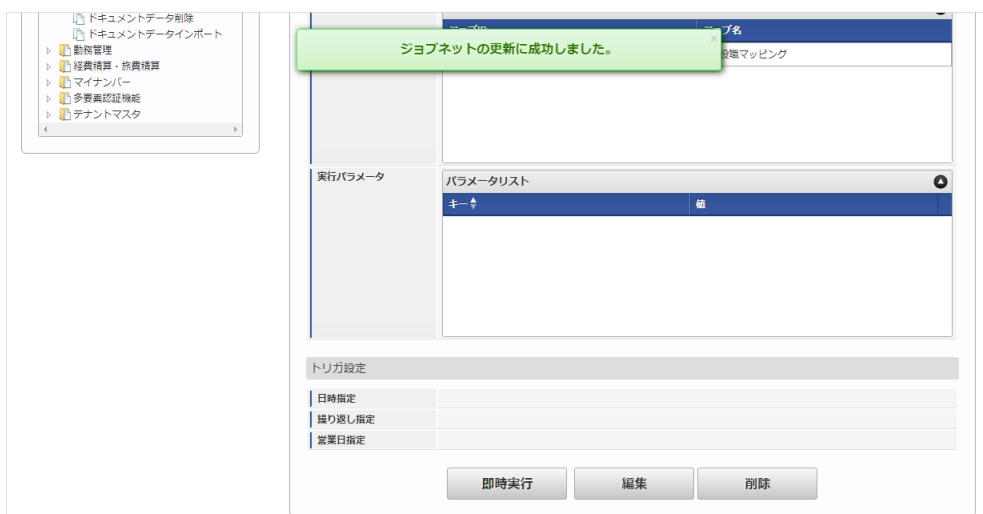 ドキュメントデータ削除
ドキュメントデータインポート
勤務管理
経費精算・旅費精算
マイナンバー
多要素認証機能
テナントマスタ
ジョブネットの更新に成功しました。
×
役職マッピング
実行パラメータ
パラメータリスト
キー
値
トリガ設定
日時指定
繰り返し指定
営業日指定
即時実行
編集
削除